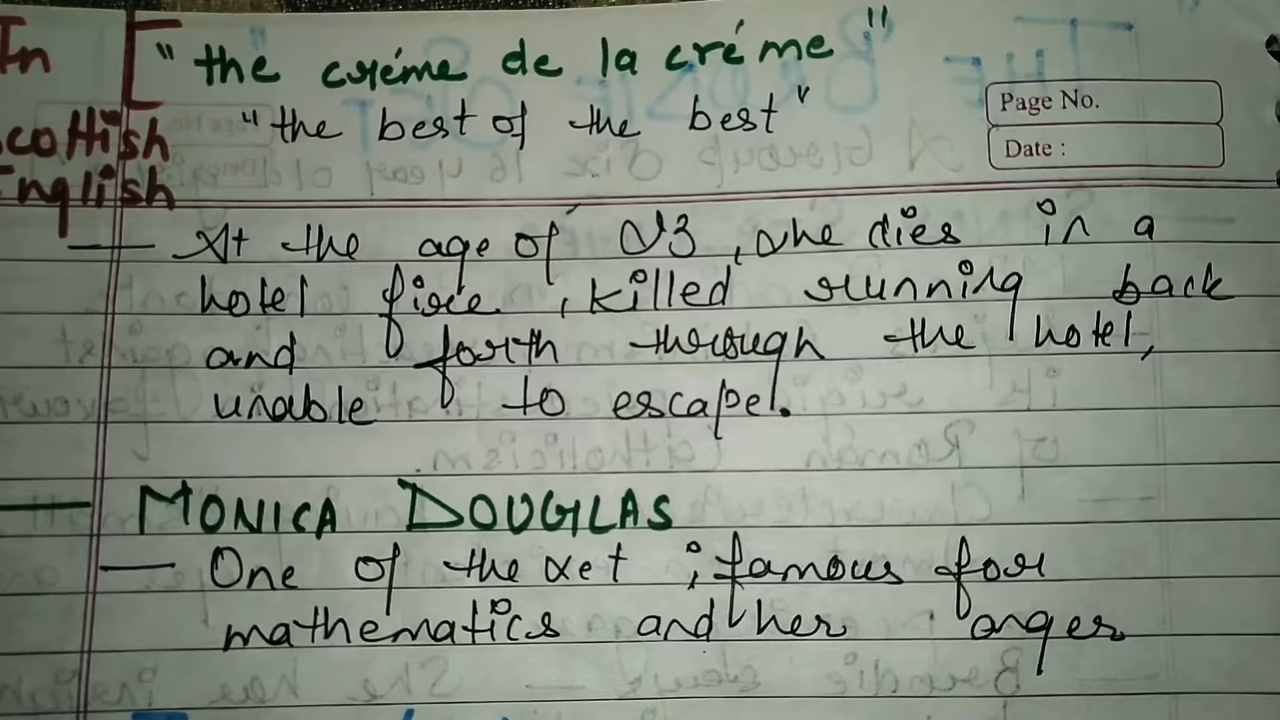 In
Scottish
English
"the créme de la créme"
"the best of the best"
Page No.
Date :
— At the age of 23, she dies in a
hotel fire, killed running back
and forth through the hotel,
unable to escape.
— MONICA DOUGLAS
— One of the set ; famous for
mathematics and her anger